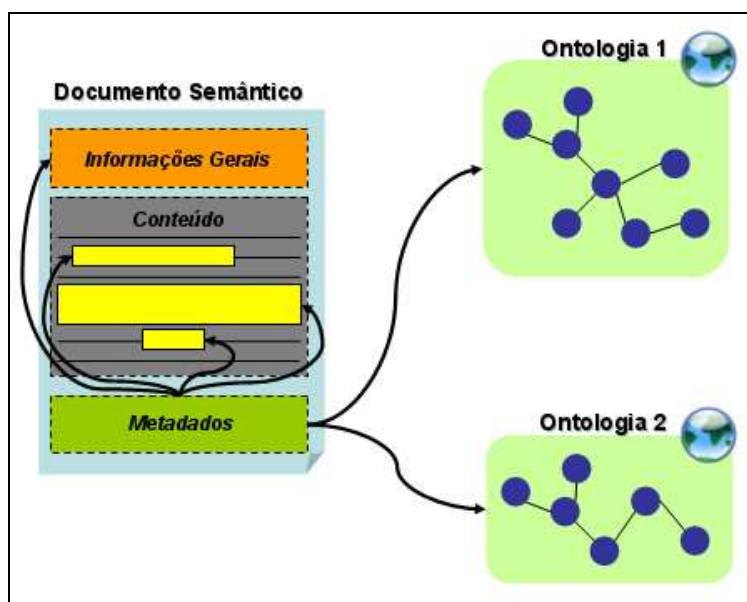 Documento Semântico
Informações Gerais
Conteúdo
Metadados
Ontologia 1
Ontologia 2